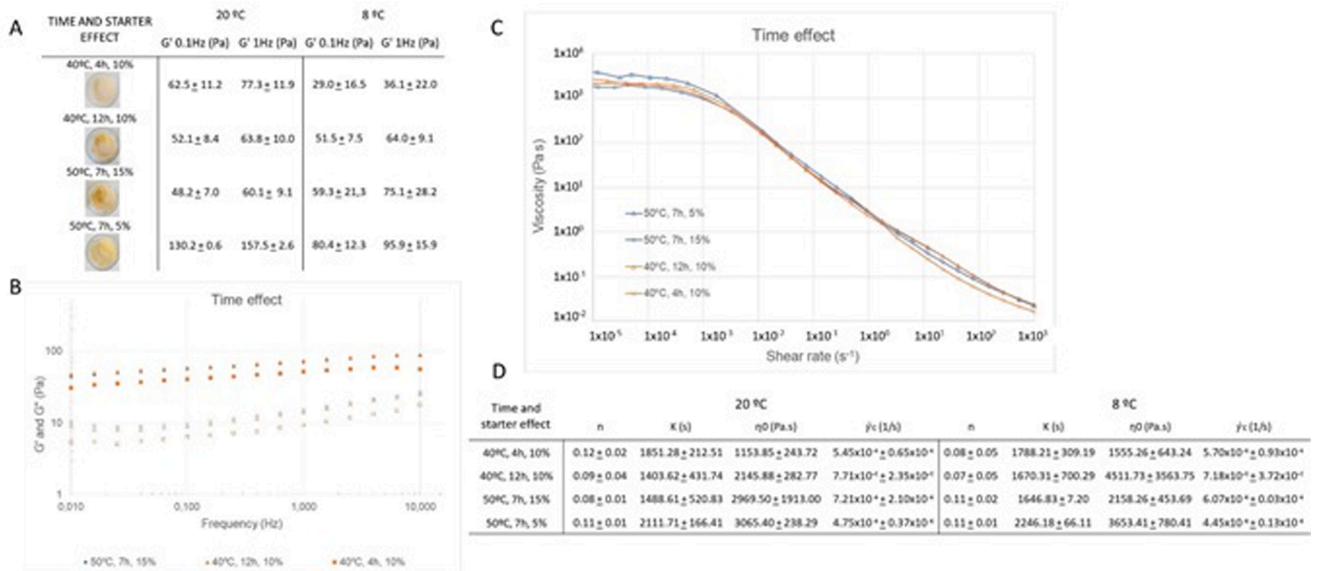 A
TIME AND STARTER EFFECT
20 ºC
8 ºC
G' 0.1Hz (Pa) G' 1Hz (Pa) G' 0.1Hz (Pa) G' 1Hz (Pa)
40ºC, 4h, 10%
62.5 ± 11.2 77.3 ± 11.9 29.0 ± 16.5 36.1 ± 22.0
40ºC, 12h, 10%
52.1 ± 8.4 63.8 ± 10.0 51.5 ± 7.5 64.0 ± 9.1
50ºC, 7h, 15%
48.2 ± 7.0 60.1 ± 9.1 59.3 ± 21,3 75.1 ± 28.2
50ºC, 7h, 5%
130.2 ± 0.6 157.5 ± 2.6 80.4 ± 12.3 95.9 ± 15.9
B
Time effect
G' and G'' (Pa)
100
10
1
0,010 0,100 1,000 10,000
Frequency (Hz)
50ºC, 7h, 15% 40ºC, 12h, 10% 40ºC, 4h, 10%
C
Time effect
Viscosity (Pa s)
1x10⁻¹
1x10⁻²
Shear rate (s⁻¹)
50ºC, 7h, 5%
50ºC, 7h, 15%
40ºC, 12h, 10%
40ºC, 4h, 10%
D
Time and starter effect
20 ºC
8 ºC
n K (s) η0 (Pa.s) ẏc (1/s) n K (s) η0 (Pa.s) ẏc (1/s)
40ºC, 4h, 10% 0.12 ± 0.02 1851.28 ± 212.51 1153.85 ± 243.72 0.08 ± 0.05 1788.21 ± 309.19 1555.26 ± 643.24
40ºC, 12h, 10% 0.09 ± 0.04 1403.62 ± 431.74 2145.88 ± 282.77 0.07 ± 0.05 1670.31 ± 700.29 4511.73 ± 3563.75
50ºC, 7h, 15% 0.08 ± 0.01 1488.61 ± 520.83 2969.50 ± 1913.00 0.11 ± 0.02 1646.83 ± 7.20 2158.26 ± 453.69
50ºC, 7h, 5% 0.11 ± 0.01 2111.71 ± 166.41 3065.40 ± 238.29 0.11 ± 0.01 2246.18 ± 66.11 3653.41 ± 780.41